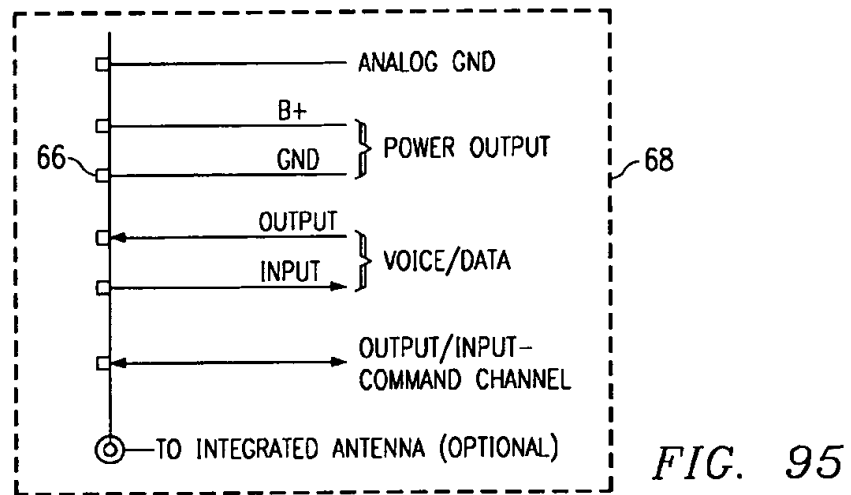 ANALOG GND
B+
POWER OUTPUT
66
GND
68
OUTPUT
VOICE/DATA
INPUT
OUTPUT/INPUT-
COMMAND CHANNEL
TO INTEGRATED ANTENNA (OPTIONAL)
FIG. 95